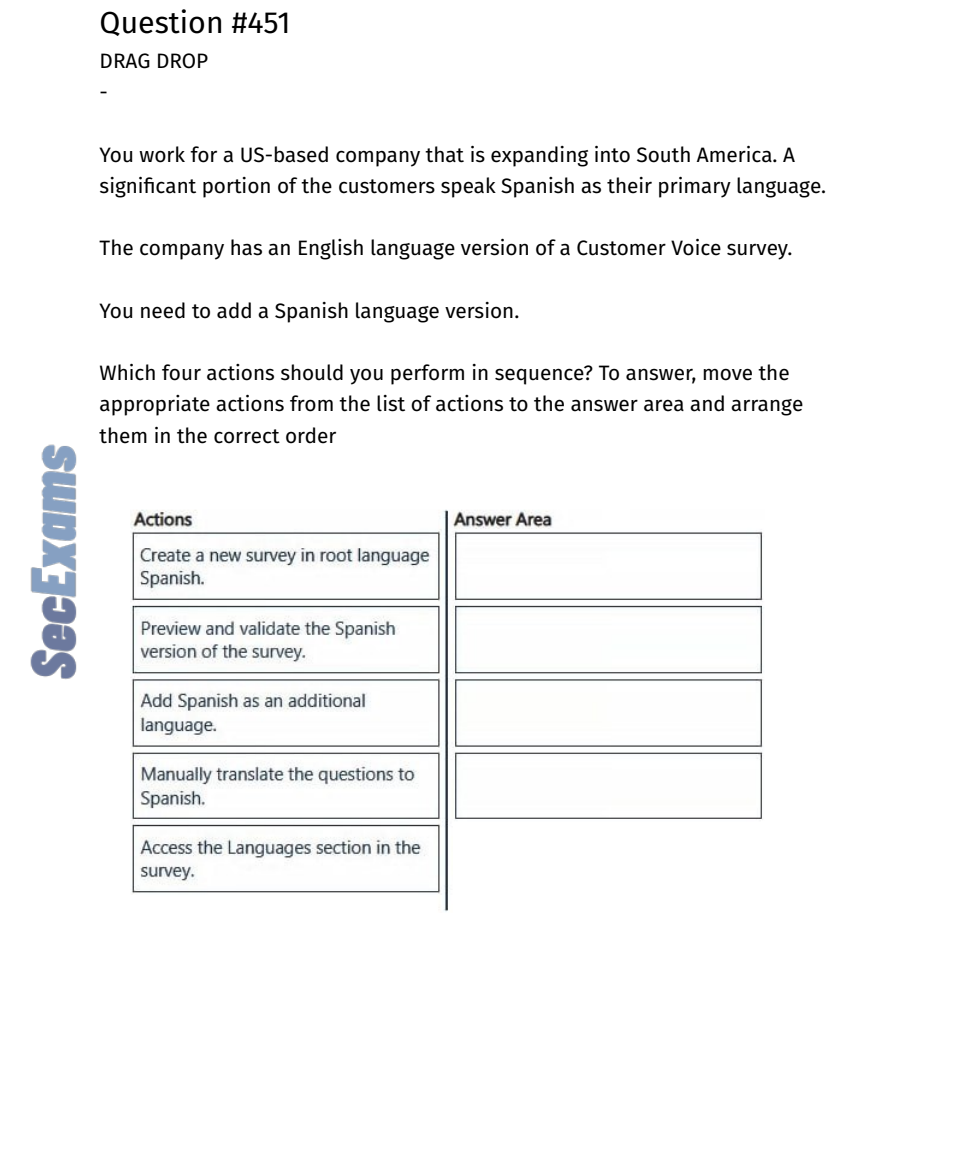 Question #451
DRAG DROP
-
You work for a US-based company that is expanding into South America. A
significant portion of the customers speak Spanish as their primary language.
The company has an English language version of a Customer Voice survey.
You need to add a Spanish language version.
Which four actions should you perform in sequence? To answer, move the
appropriate actions from the list of actions to the answer area and arrange
them in the correct order
SecExams
Actions
Answer Area
Create a new survey in root language
Spanish.
Preview and validate the Spanish
version of the survey.
Add Spanish as an additional
language.
Manually translate the questions to
Spanish.
Access the Languages section in the
survey.